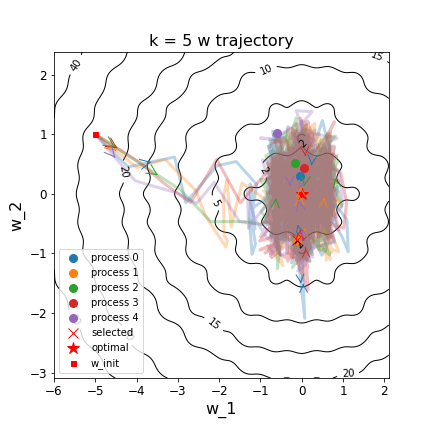 k = 5 w trajectory
40
15
10
2
2
20
5
2
15
20
w_2
2
1
0
−1
−2
−3
process 0
process 1
process 2
process 3
process 4
selected
optimal
w_init
−6 −5 −4 −3 −2 −1 0 1 2
w_1